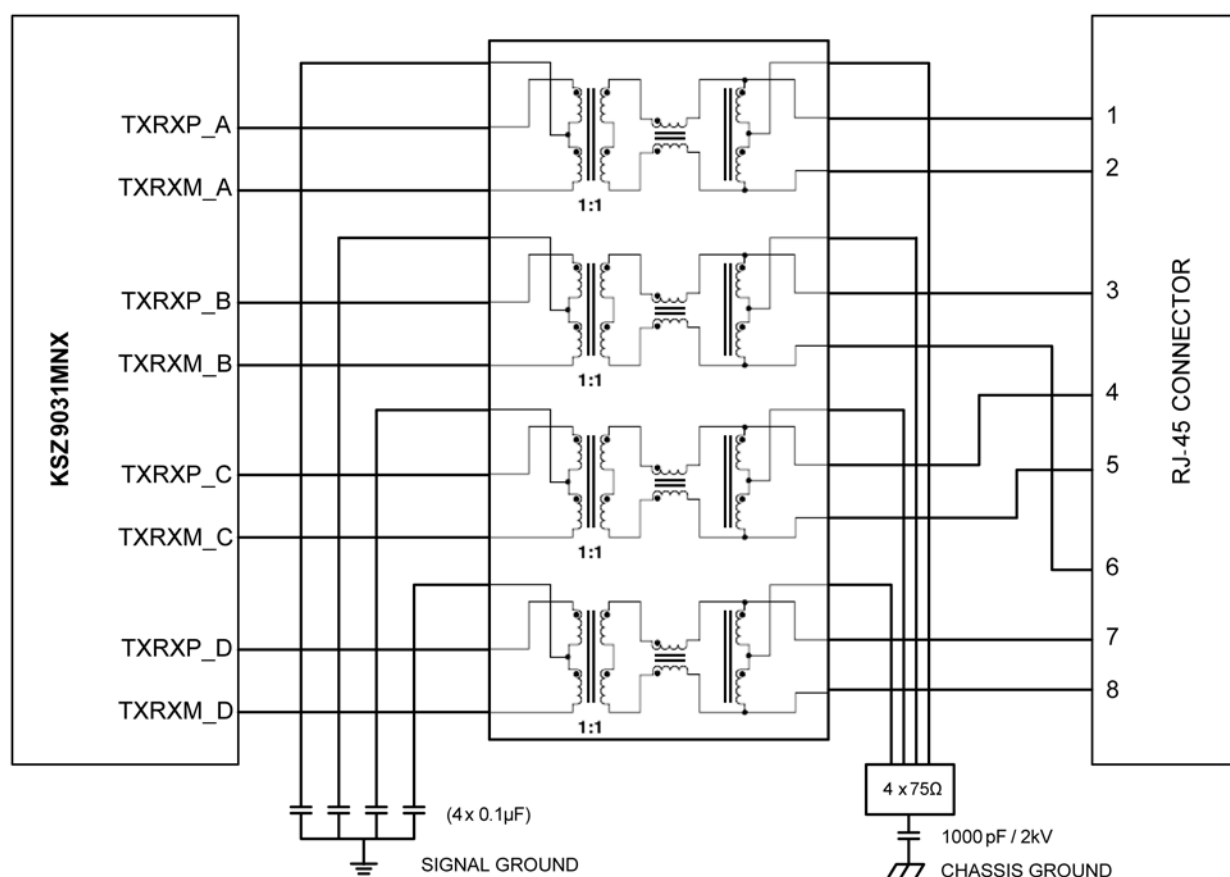 KSZ9031MNX
TXRXP_A
TXRXM_A
TXRXP_B
TXRXM_B
TXRXP_C
TXRXM_C
TXRXP_D
TXRXM_D
1:1
1:1
1:1
1:1
1
2
3
4
5
6
7
8
RJ-45 CONNECTOR
(4 x 0.1µF)
SIGNAL GROUND
4 x 75Ω
1000 pF / 2kV
CHASSIS GROUND